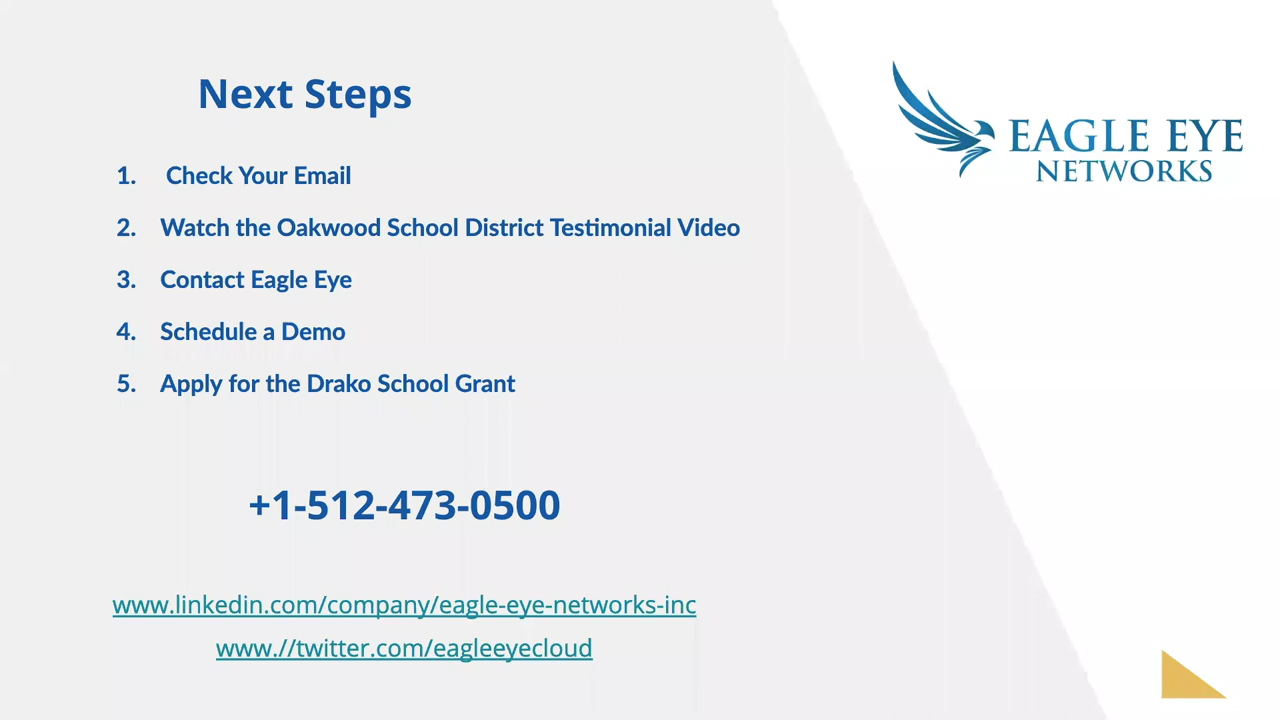 Next Steps
EAGLE EYE
NETWORKS
1. Check Your Email
2. Watch the Oakwood School District Testimonial Video
3. Contact Eagle Eye
4. Schedule a Demo
5. Apply for the Drako School Grant
+1-512-473-0500
www.linkedin.com/company/eagle-eye-networks-inc
www.//twitter.com/eagleeyecloud